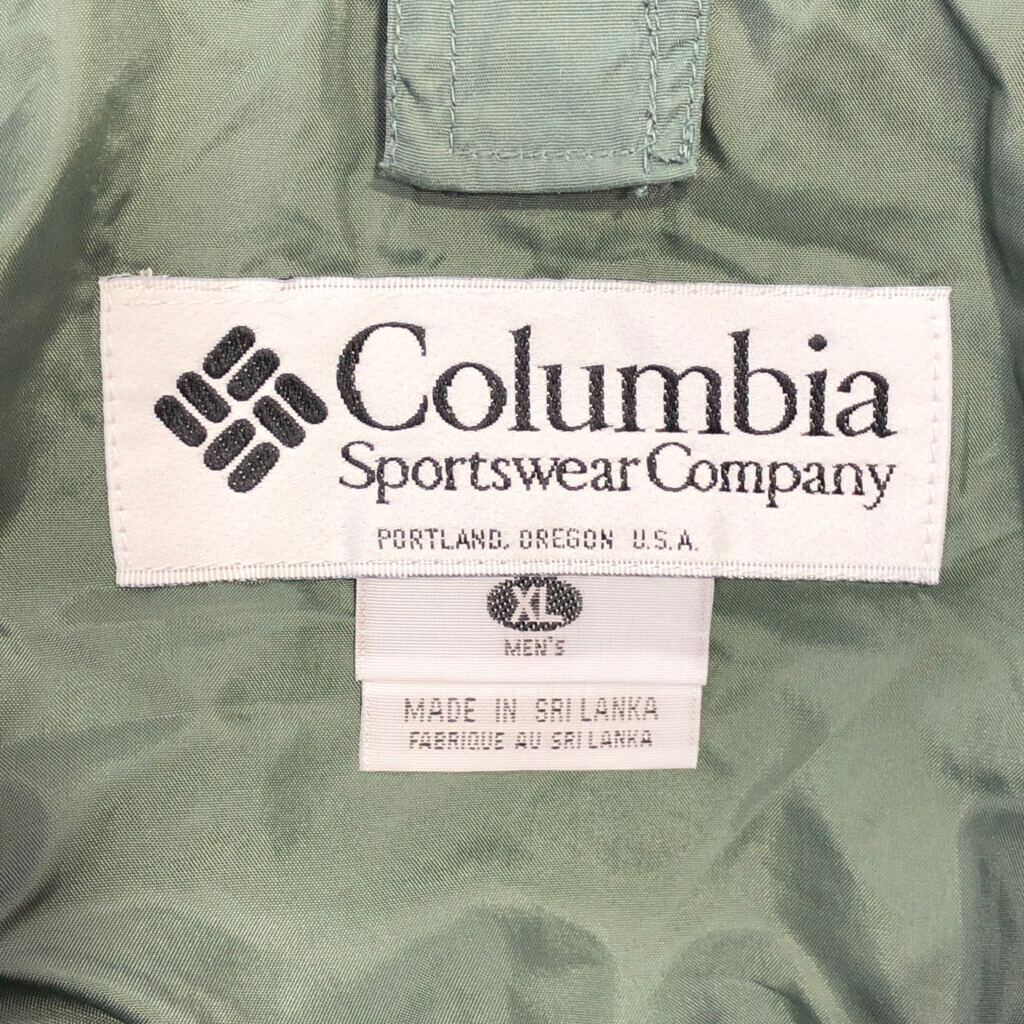 Columbia
Sportswear Company
PORTLAND, OREGON U.S.A.
XL
MEN'S
MADE IN SRI LANKA
FABRIQUE AU SRI LANKA